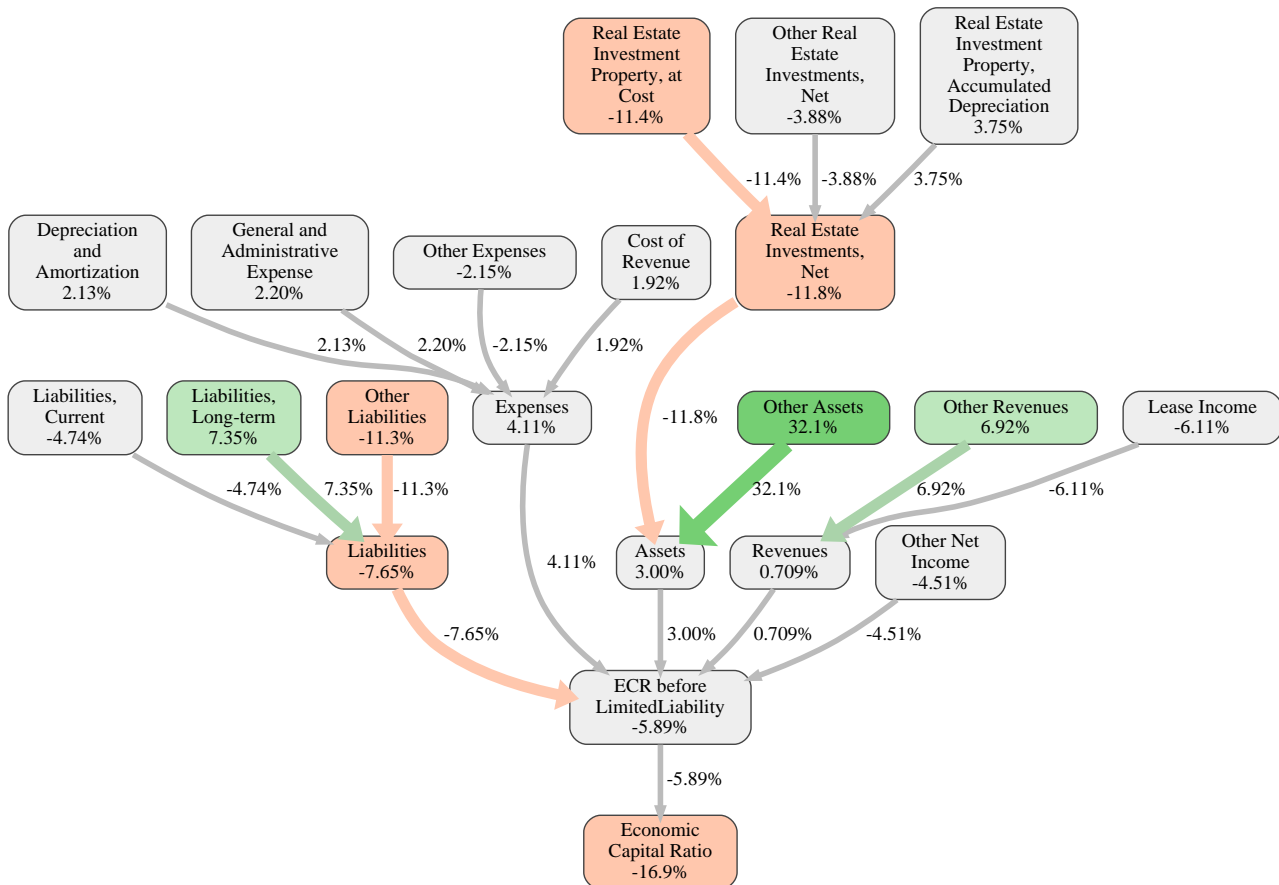 Real Estate
Investment
Property, at
Cost
-11.4%
Other Real
Estate
Investments,
Net
-3.88%
Real Estate
Investment
Property,
Accumulated
Depreciation
3.75%
-11.4%
-3.88%
3.75%
Depreciation
and
Amortization
2.13%
General and
Administrative
Expense
2.20%
Other Expenses
-2.15%
Cost of
Revenue
1.92%
Real Estate
Investments,
Net
-11.8%
2.13%
2.20%
-2.15%
1.92%
-11.8%
Liabilities,
Current
-4.74%
Liabilities,
Long-term
7.35%
Other
Liabilities
-11.3%
Expenses
4.11%
Other Assets
32.1%
Other Revenues
6.92%
Lease Income
-6.11%
-4.74%
7.35%
-11.3%
32.1%
6.92%
-6.11%
Liabilities
-7.65%
4.11%
Assets
3.00%
Revenues
0.709%
Other Net
Income
-4.51%
-7.65%
3.00%
0.709%
-4.51%
ECR before
LimitedLiability
-5.89%
-5.89%
Economic
Capital Ratio
-16.9%